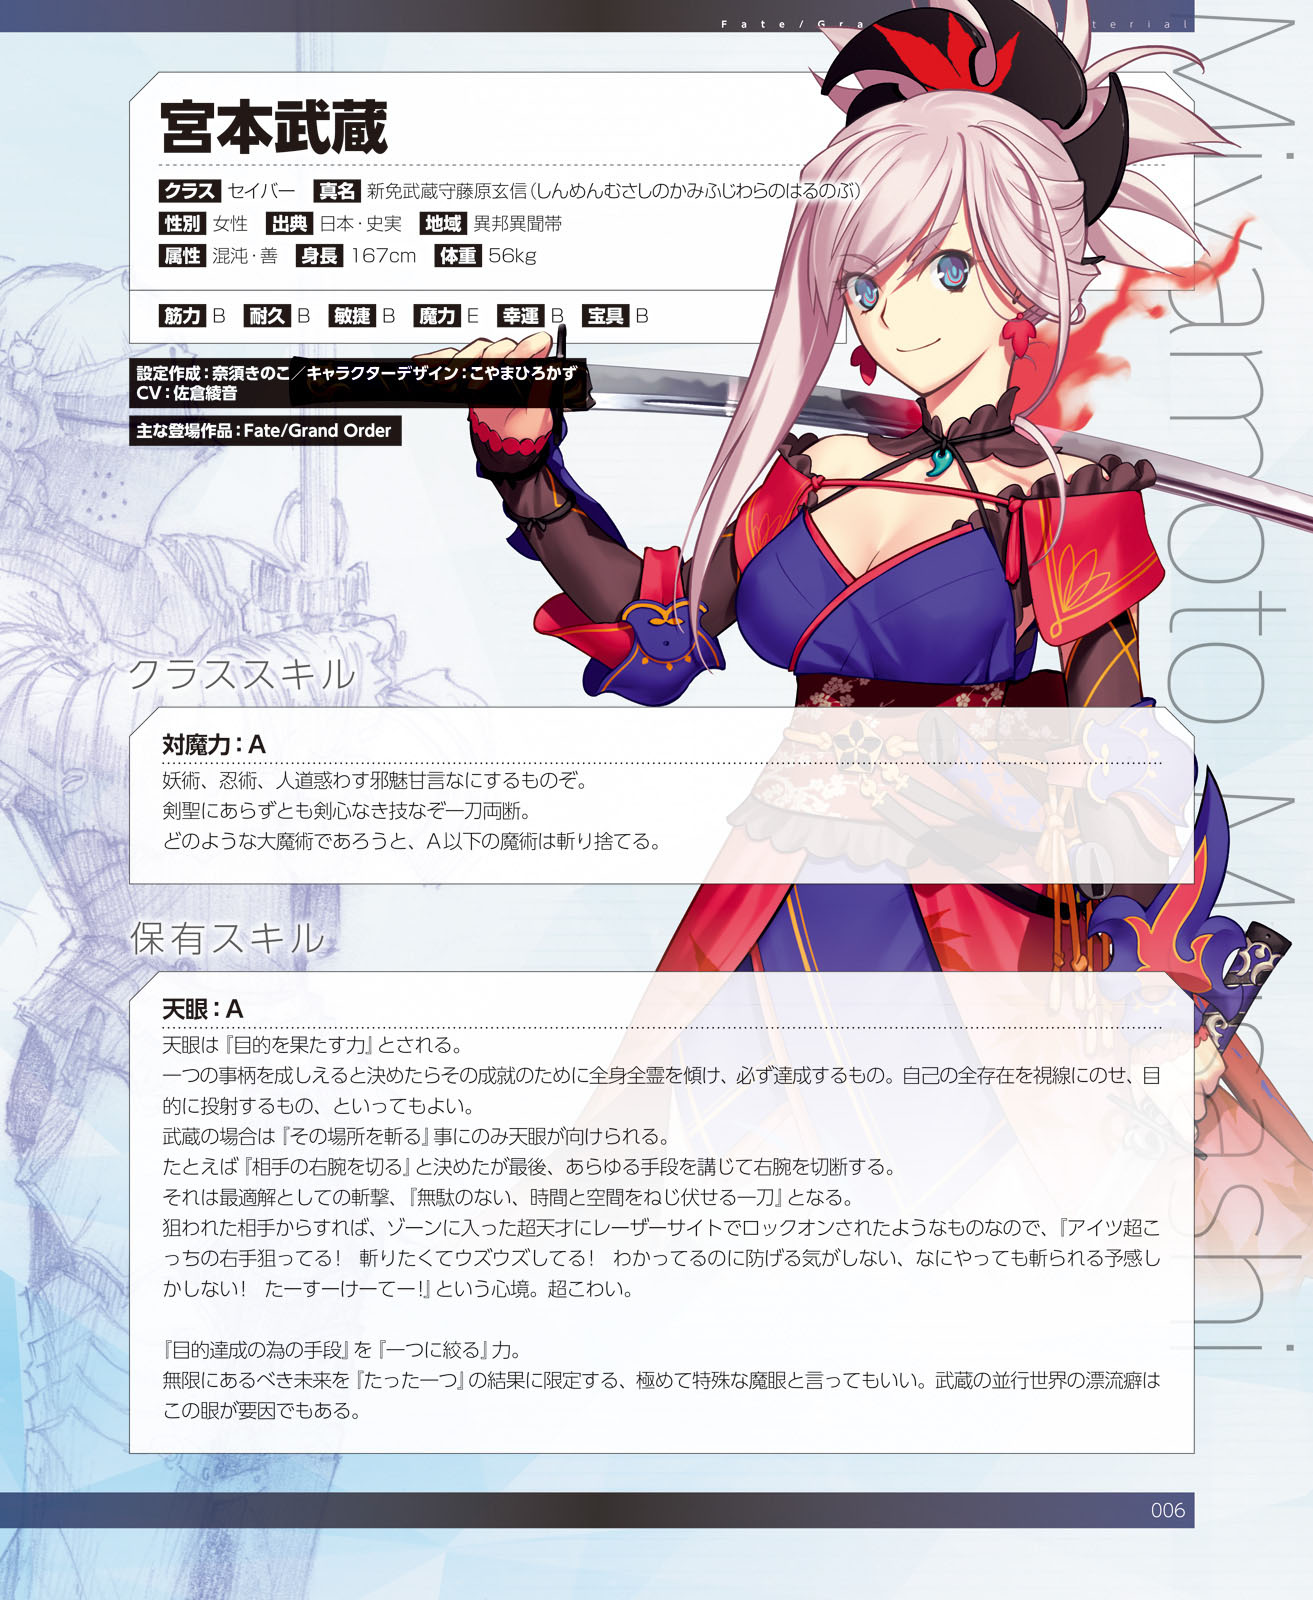 Fate/Gra
terial
宮本武蔵
クラス セイバー 真名 新免武蔵守藤原玄信(しんめんむさしのかみふじわらのはるのぶ)
性別 女性 出典 日本・史実 地域 異邦異聞帯
属性 混沌・善 身長 167cm 体重 56kg
筋力 B 耐久 B 敏捷 B 魔力 E 幸運 B 宝具 B
設定作成:奈須きのこ/キャラクターデザイン:こやまひろかず
CV:佐倉綾音
主な登場作品:Fate/Grand Order
クラススキル
対魔力:A
妖術、忍術、人道惑わす邪魅甘言なにするものぞ。
剣聖にあらずとも剣心なき技なぞ一刀両断。
どのような大魔術であろうと、A以下の魔術は斬り捨てる。
保有スキル
天眼:A
天眼は『目的を果たす力』とされる。
一つの事柄を成しえると決めたらその成就のために全身全霊を傾け、必ず達成するもの。自己の全存在を視線にのせ、目
的に投射するもの、といってもよい。
武蔵の場合は『その場所を斬る』事にのみ天眼が向けられる。
たとえば『相手の右腕を切る』と決めたが最後、あらゆる手段を講じて右腕を切断する。
それは最適解としての斬撃、『無駄のない、時間と空間をねじ伏せる一刀』となる。
狙われた相手からすれば、ゾーンに入った超天才にレーザーサイトでロックオンされたようなものなので、『アイツ超こ
っちの右手狙ってる! 斬りたくてウズウズしてる! わかってるのに防げる気がしない、なにやっても斬られる予感し
かしない! たーすーけーてー!』という心境。超こわい。
『目的達成の為の手段』を『一つに絞る』力。
無限にあるべき未来を『たった一つ』の結果に限定する、極めて特殊な魔眼と言ってもいい。武蔵の並行世界の漂流癖は
この眼が要因でもある。
006
Miyamoto Musashi